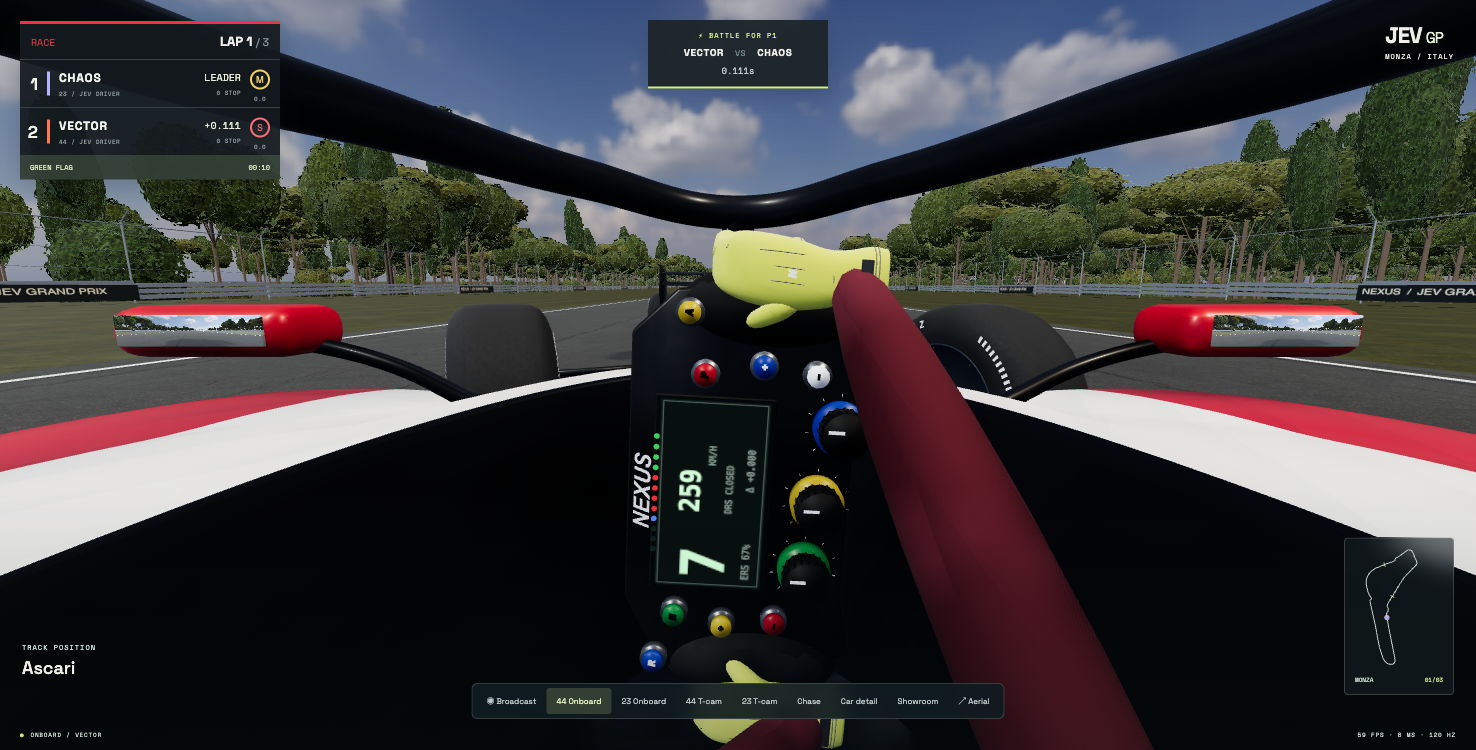 RACE LAP 1 / 3
1 CHAOS LEADER M
23 / JEV DRIVER 0 STOP 0.0
2 VECTOR +0.111 S
44 / JEV DRIVER 0 STOP 0.0
GREEN FLAG 00:10
⚡ BATTLE FOR P1
VECTOR VS CHAOS
0.111s
JEV GP
MONZA / ITALY
JEV GRAND PRIX
NEXUS / JEV GRA
N
A
+
NEXUS
7 259 KM/H
DRS CLOSED
ERS 67% Δ +0.000
R
TRACK POSITION
Ascari
MONZA 01/03
Broadcast 44 Onboard 23 Onboard 44 T-cam 23 T-cam Chase Car detail Showroom Aerial
ONBOARD / VECTOR
59 FPS · 6 MS · 120 HZ